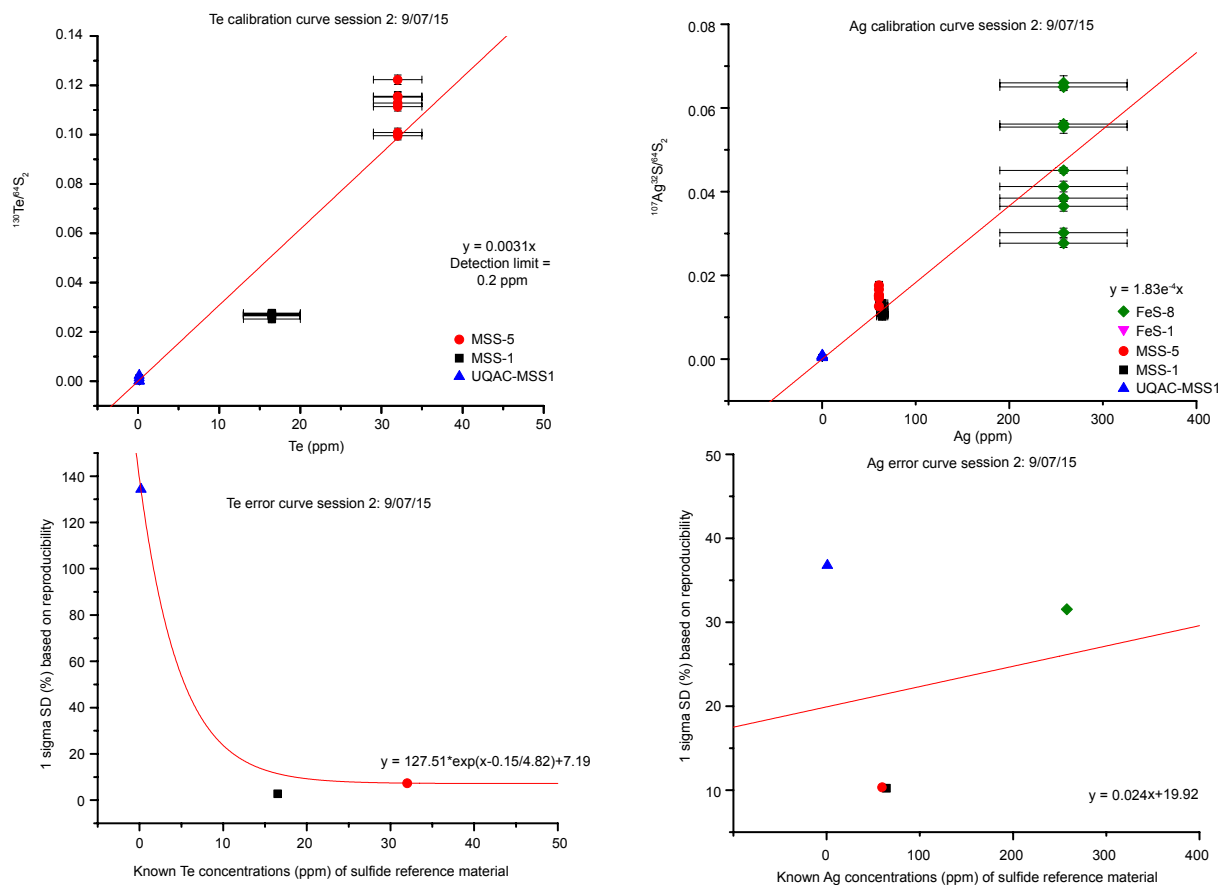 Te calibration curve session 2: 9/07/15
0.14
0.12
0.10
0.08
0.06
0.04
0.02
0.00
¹³⁰Te/⁶⁴S₂
y = 0.0031x
Detection limit =
0.2 ppm
MSS-5
MSS-1
UQAC-MSS1
0 10 20 30 40 50
Te (ppm)
Ag calibration curve session 2: 9/07/15
0.08
0.06
0.04
0.02
0.00
¹⁰⁷Ag³²S/⁶⁴S₂
y = 1.83e⁻⁴x
FeS-8
FeS-1
MSS-5
MSS-1
UQAC-MSS1
0 100 200 300 400
Ag (ppm)
Te error curve session 2: 9/07/15
140
120
100
80
60
40
20
0
1 sigma SD (%) based on reproducibility
y = 127.51*exp(x-0.15/4.82)+7.19
0 10 20 30 40 50
Known Te concentrations (ppm) of sulfide reference material
Ag error curve session 2: 9/07/15
50
40
30
20
10
1 sigma SD (%) based on reproducibility
y = 0.024x+19.92
0 100 200 300 400
Known Ag concentrations (ppm) of sulfide reference material